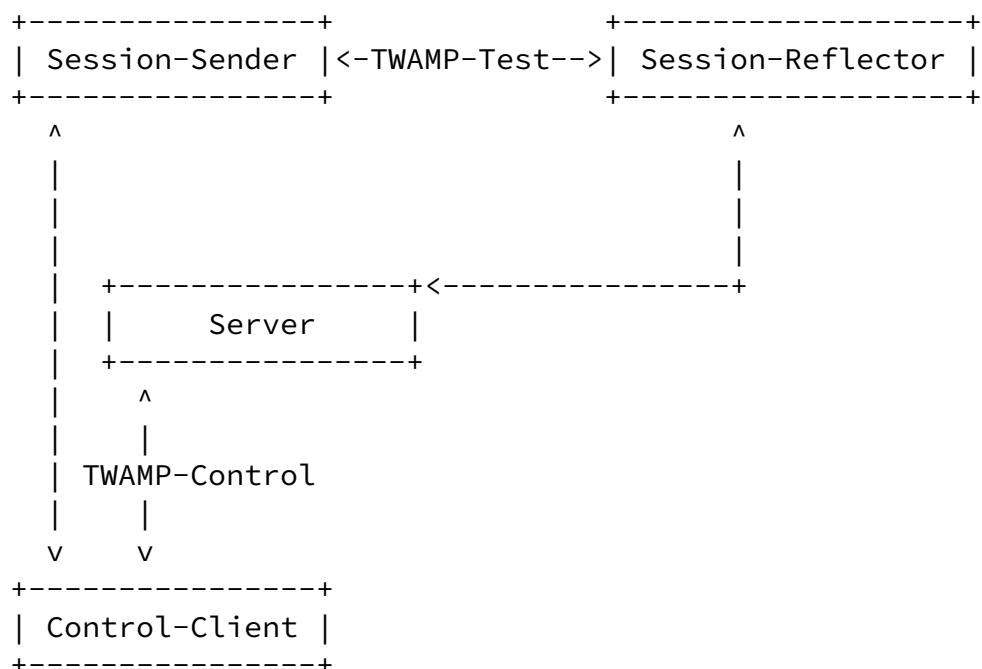 +----------------+               +-------------------+
| Session-Sender |<-TWAMP-Test-->| Session-Reflector |
+----------------+               +-------------------+
  ^                                     ^
  |                                     |
  |                                     |
  |                                     |
  |  +----------------+<----------------+
  |  |     Server     |
  |  +----------------+
  |    ^
  |    |
  | TWAMP-Control
  |    |
  v    v
+----------------+
| Control-Client |
+----------------+